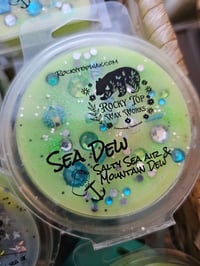 RockyTopWax.com
Rocky Top
Wax Works
Sea Dew
Salty Sea Air &
Mountain Dew